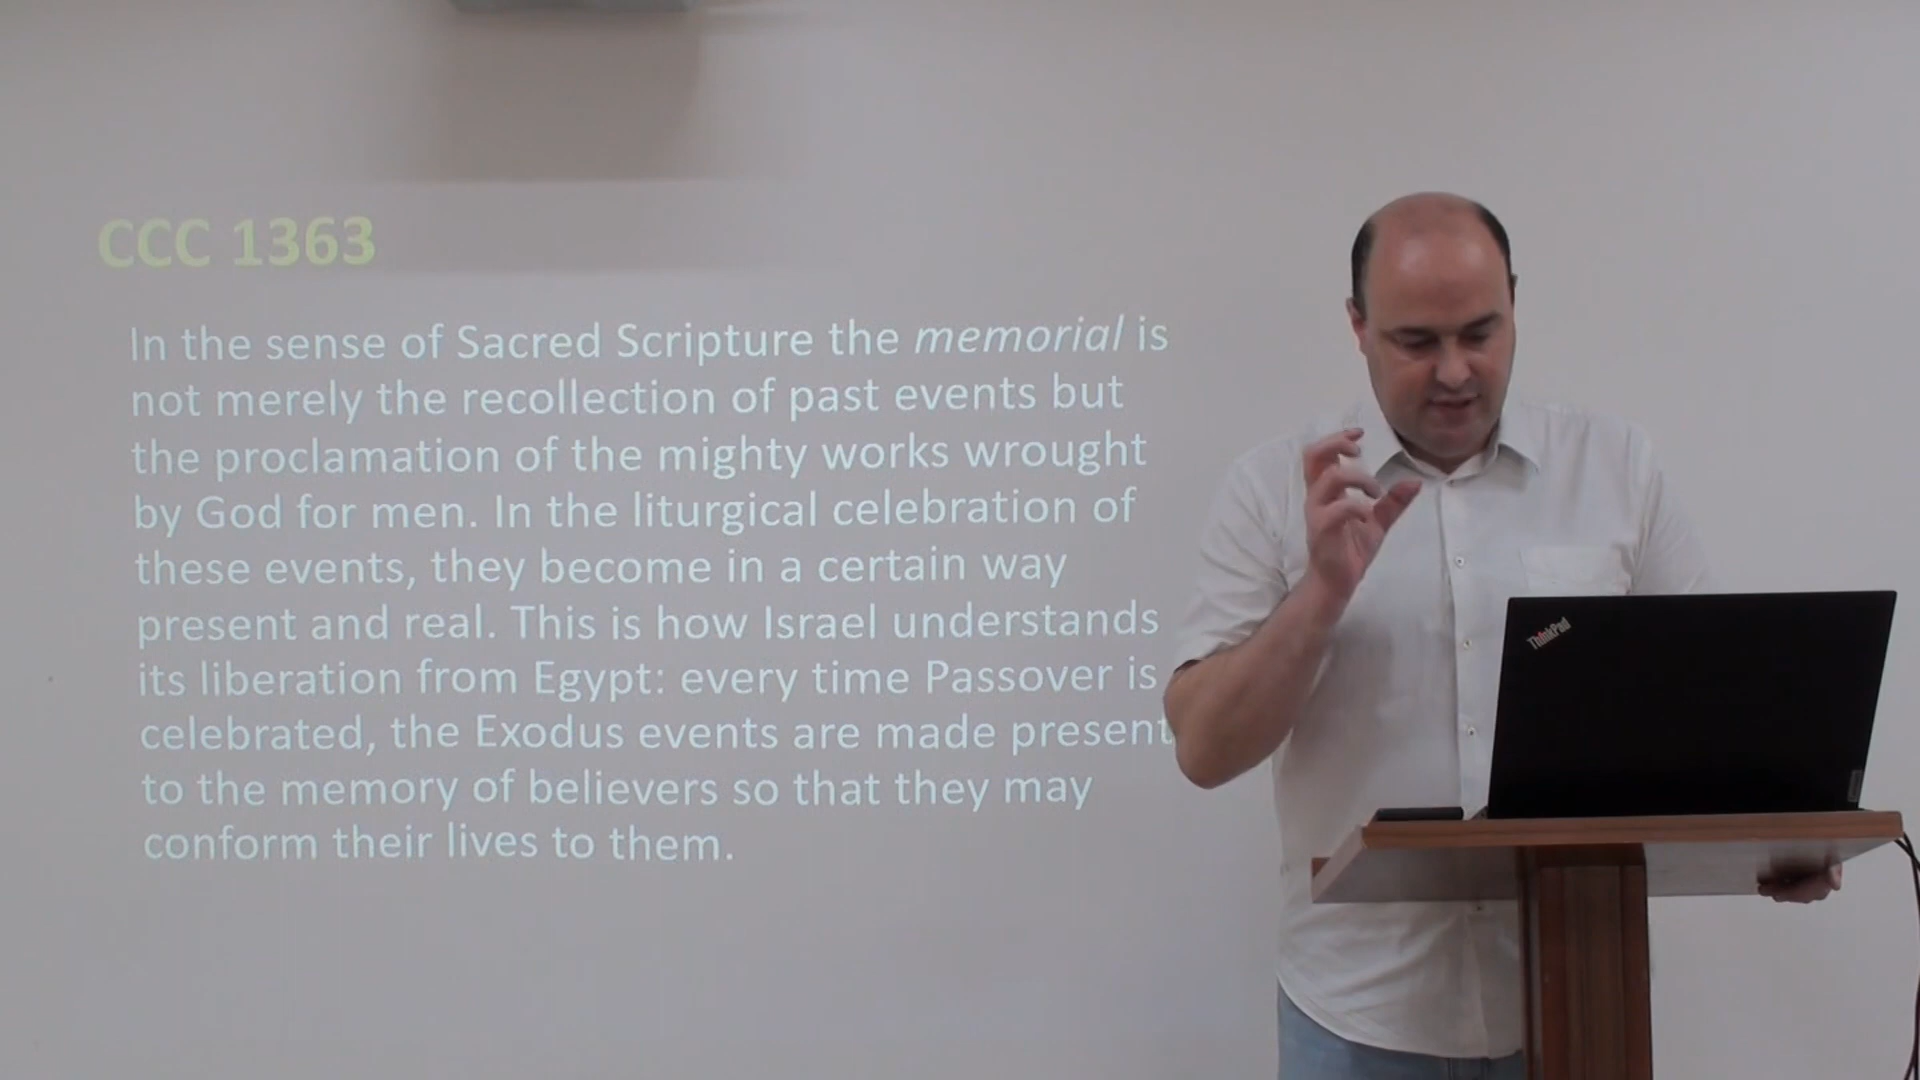 CCC 1363
In the sense of Sacred Scripture the memorial is
not merely the recollection of past events but
the proclamation of the mighty works wrought
by God for men. In the liturgical celebration of
these events, they become in a certain way
present and real. This is how Israel understands
its liberation from Egypt: every time Passover is
celebrated, the Exodus events are made present
to the memory of believers so that they may
conform their lives to them.
ThinkPad